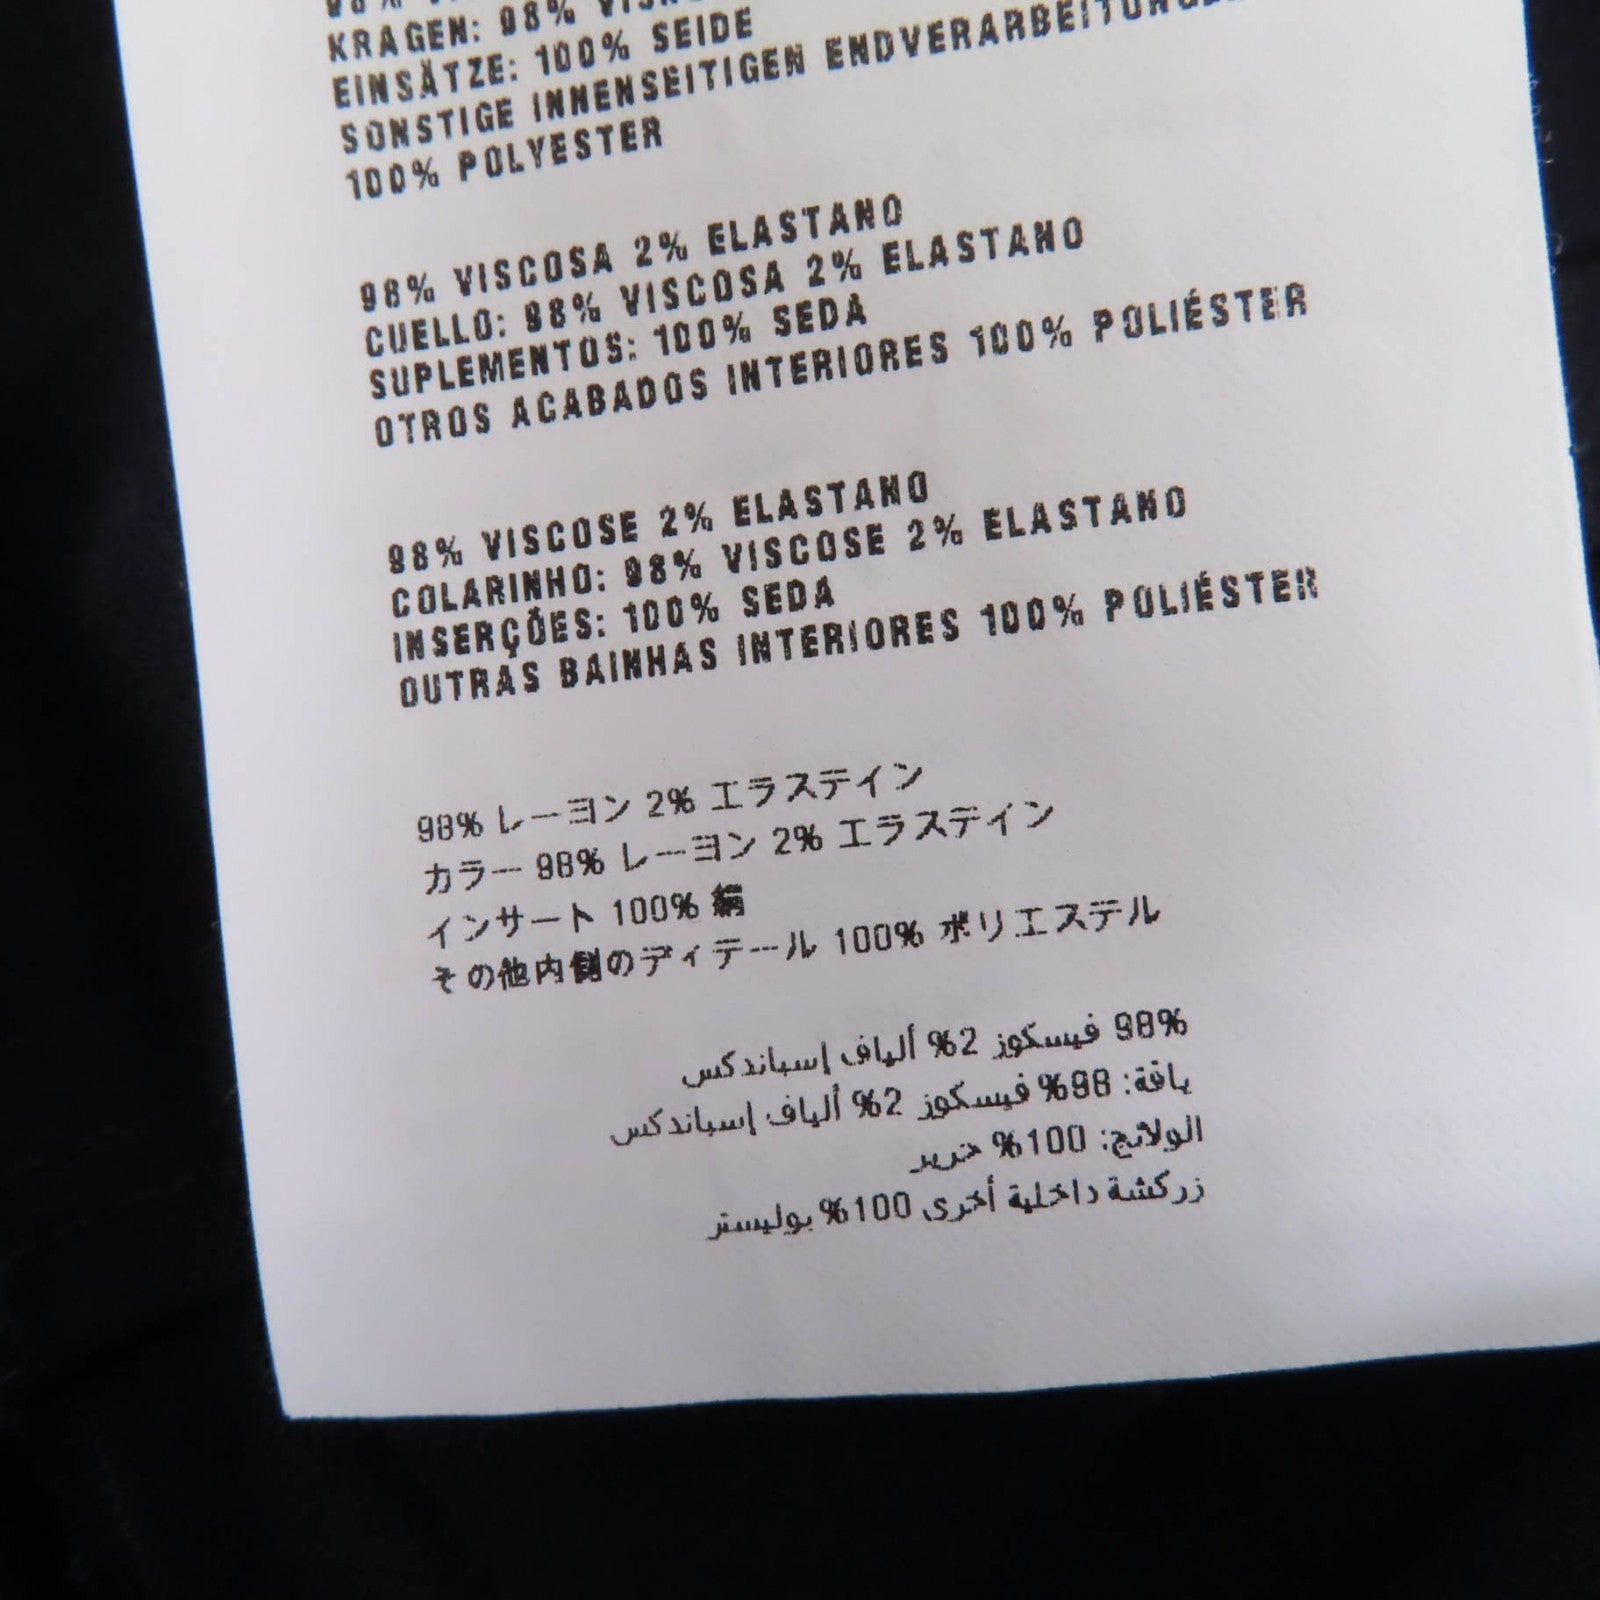 98%
KRAGEN: 98%
EINSÄTZE: 100% SEIDE
SONSTIGE INNENSEITIGEN
100% POLYESTER
98% VISCOSA 2% ELASTANO
CUELLO: 98% VISCOSA 2% ELASTANO
SUPLEMENTOS: 100% SEDA
OTROS ACABADOS INTERIORES 100% POLIÉSTER
98% VISCOSE 2% ELASTANO
COLARINHO: 98% VISCOSE 2% ELASTANO
INSERÇÕES: 100% SEDA
OUTRAS BAINHAS INTERIORES 100% POLIÉSTER
98% レーヨン 2% エラステイン
カラー 98% レーヨン 2% エラステイン
インサート 100% 絹
その他内側のディテール 100% ポリエステル
98% فيسكوز 2% ألياف إسباندكس
ياقة: 98% فيسكوز 2% ألياف إسباندكس
الولائج: 100% حرير
زركشة داخلية أخرى 100% بوليستر